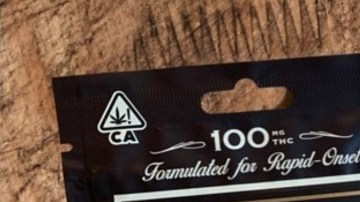 ! CA
100 MG THC
Formulated for Rapid-Onset